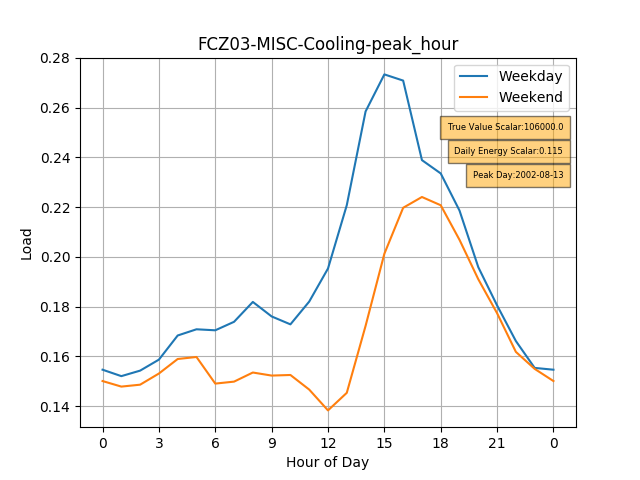 FCZ03-MISC-Cooling-peak_hour
0.28
0.26
0.24
0.22
0.20
0.18
0.16
0.14
Load
Weekday
Weekend
True Value Scalar:106000.0
Daily Energy Scalar:0.115
Peak Day:2002-08-13
0 3 6 9 12 15 18 21 0
Hour of Day